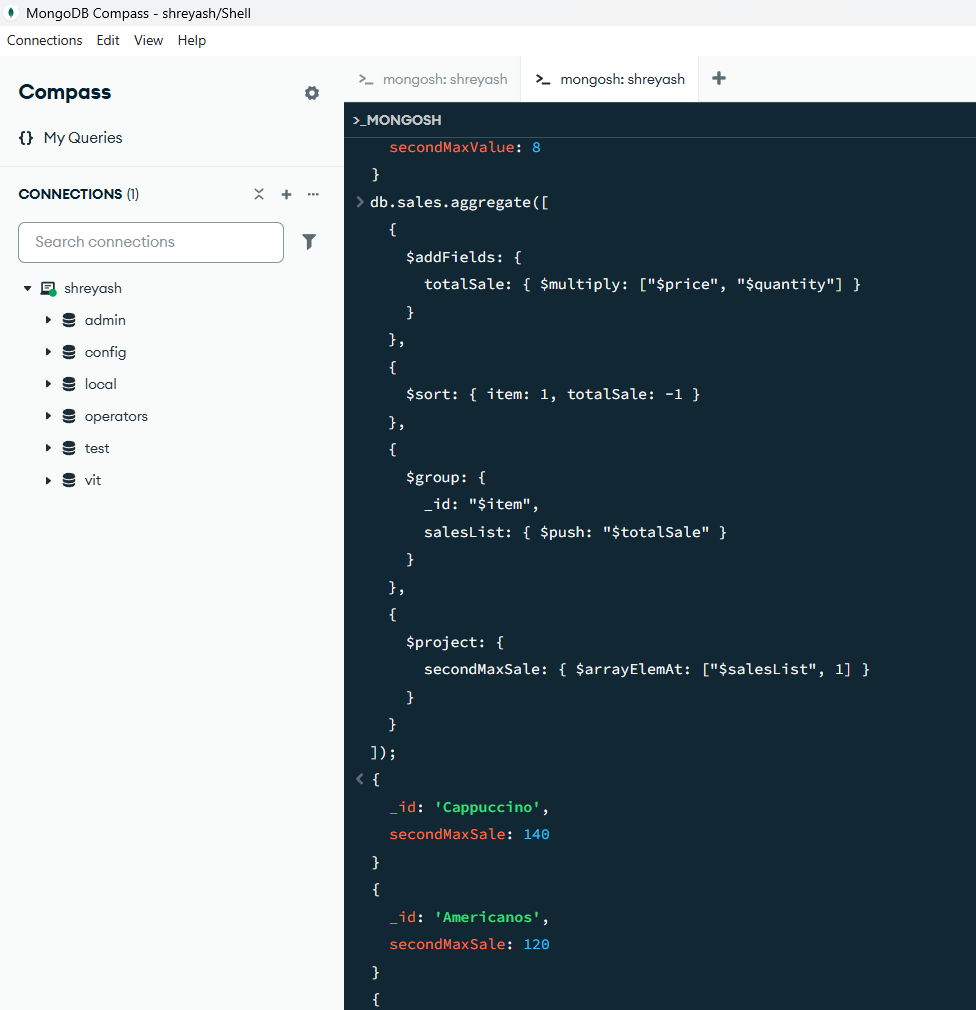 MongoDB Compass - shreyash/Shell
Connections Edit View Help
Compass
{} My Queries
CONNECTIONS (1)
Search connections
shreyash
admin
config
local
operators
test
vit
>_ mongosh: shreyash
>_ mongosh: shreyash
>_MONGOSH
secondMaxValue: 8
}
> db.sales.aggregate([
{
$addFields: {
totalSale: { $multiply: ["$price", "$quantity"] }
}
},
{
$sort: { item: 1, totalSale: -1 }
},
{
$group: {
_id: "$item",
salesList: { $push: "$totalSale" }
}
},
{
$project: {
secondMaxSale: { $arrayElemAt: ["$salesList", 1] }
}
}
]);
< {
_id: 'Cappuccino',
secondMaxSale: 140
}
{
_id: 'Americanos',
secondMaxSale: 120
}
{